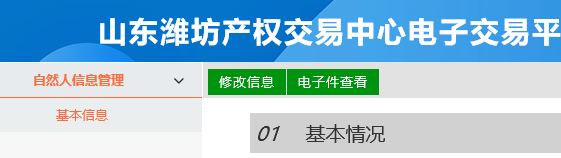 山东潍坊产权交易中心电子交易平
自然人信息管理
修改信息 电子件查看
基本信息
01 基本情况